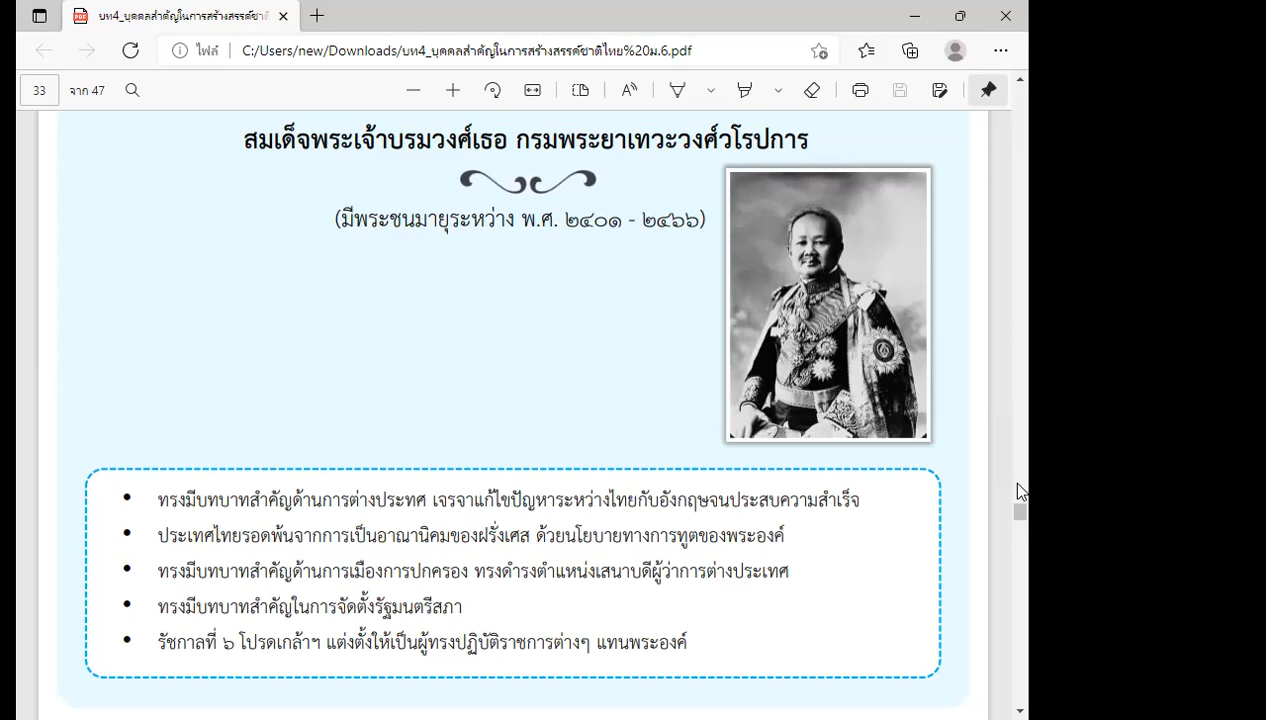 บท4_บุคคลสำคัญในการสร้างสรรค์ชาติ
ไฟล์ C:/Users/new/Downloads/บท4_บุคคลสำคัญในการสร้างสรรค์ชาติไทย%20ม.6.pdf
33 จาก 47
สมเด็จพระเจ้าบรมวงศ์เธอ กรมพระยาเทวะวงศ์วโรปการ
(มีพระชนมายุระหว่าง พ.ศ. ๒๔๐๑ - ๒๔๖๖)
• ทรงมีบทบาทสำคัญด้านการต่างประทศ เจรจาแก้ไขปัญหาระหว่างไทยกับอังกฤษจนประสบความสำเร็จ
• ประเทศไทยรอดพ้นจากการเป็นอาณานิคมของฝรั่งเศส ด้วยนโยบายทางการทูตของพระองค์
• ทรงมีบทบาทสำคัญด้านการเมืองการปกครอง ทรงดำรงตำแหน่งเสนาบดีผู้ว่าการต่างประเทศ
• ทรงมีบทบาทสำคัญในการจัดตั้งรัฐมนตรีสภา
• รัชกาลที่ ๖ โปรดเกล้าฯ แต่งตั้งให้เป็นผู้ทรงปฏิบัติราชการต่างๆ แทนพระองค์